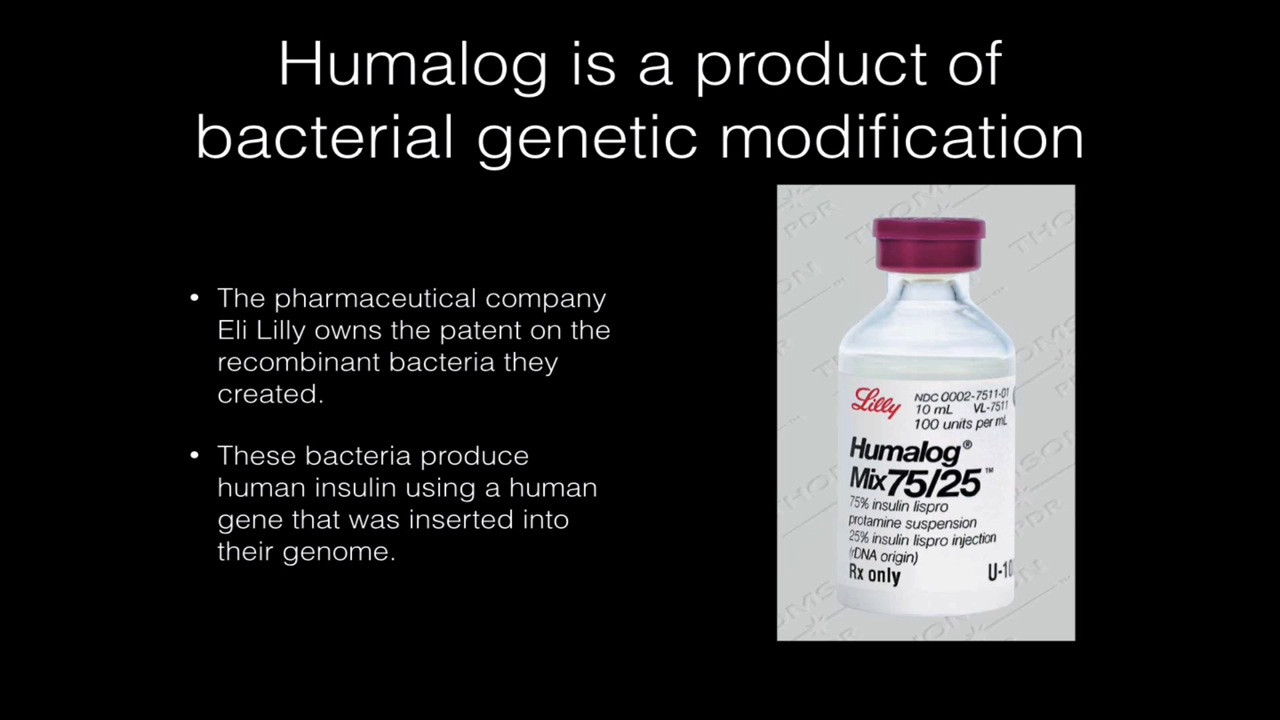 Humalog is a product of
bacterial genetic modification
• The pharmaceutical company
Eli Lilly owns the patent on the
recombinant bacteria they
created.
• These bacteria produce
human insulin using a human
gene that was inserted into
their genome.
Lilly
NDC 0002-7511-01
10 mL VL-7511
100 units per mL
Humalog®
Mix75/25™
75% insulin lispro
protamine suspension
25% insulin lispro injection
(rDNA origin)
Rx only
THOMSON
PDR